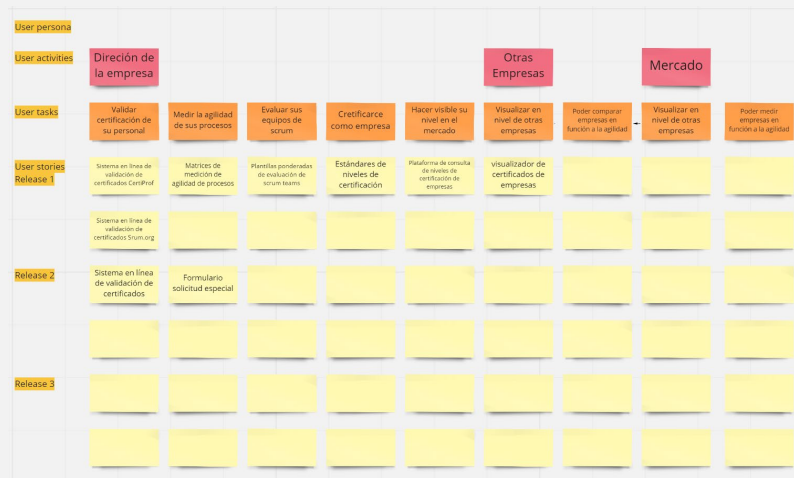 User persona
User activities
Direción de
la empresa
Otras
Empresas
Mercado
User tasks
Validar
certificación de
su personal
Medir la agilidad
de sus procesos
Evaluar sus
equipos de
scrum
Cretificarce
como empresa
Hacer visible su
nivel en el
mercado
Visualizar en
nivel de otras
empresas
Poder comparar
empresas en
función a la agilidad
Visualizar en
nivel de otras
empresas
Poder medir
empresas en
función a la agilidad
User stories
Release 1
Sistema en línea de
validación de
certificados CertiProf
Matrices de
medición de
agilidad de procesos
Plantillas ponderadas
de evaluación de
scrum teams
Estándares de
niveles de
certificación
Plataforma de consulta
de niveles de
certificación de
empresas
visualizador de
certificados de
empresas
Sistema en línea de
validación de
certificados Srum.org
Release 2
Sistema en línea
de validación de
certificados
Formulario
solicitud especial
Release 3